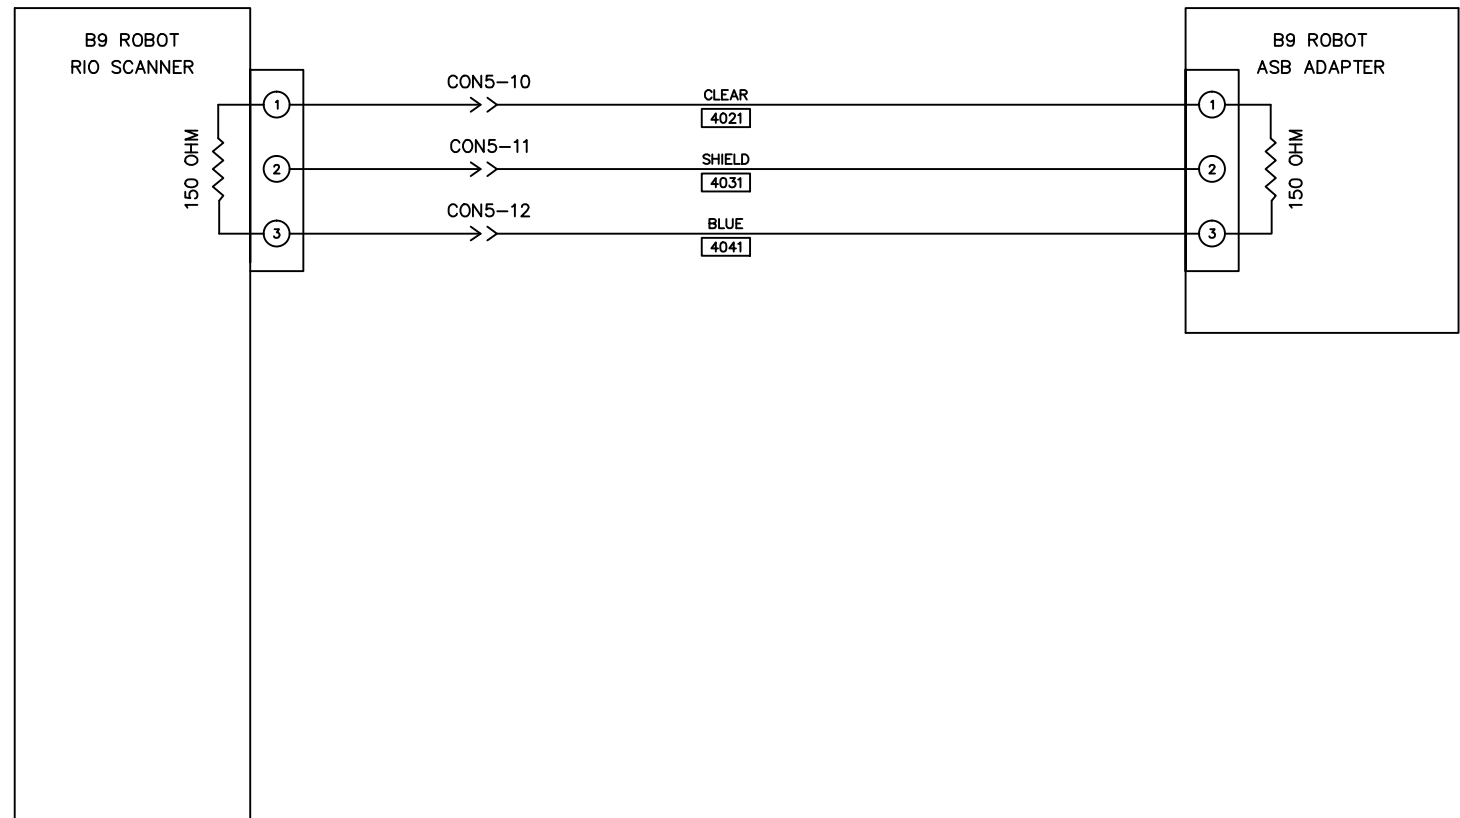 B9 ROBOT
RIO SCANNER
B9 ROBOT
ASB ADAPTER
CON5-10
CLEAR
1
4021
1
150 OHM
CON5-11
SHIELD
2
4031
2
150 OHM
CON5-12
BLUE
3
4041
3